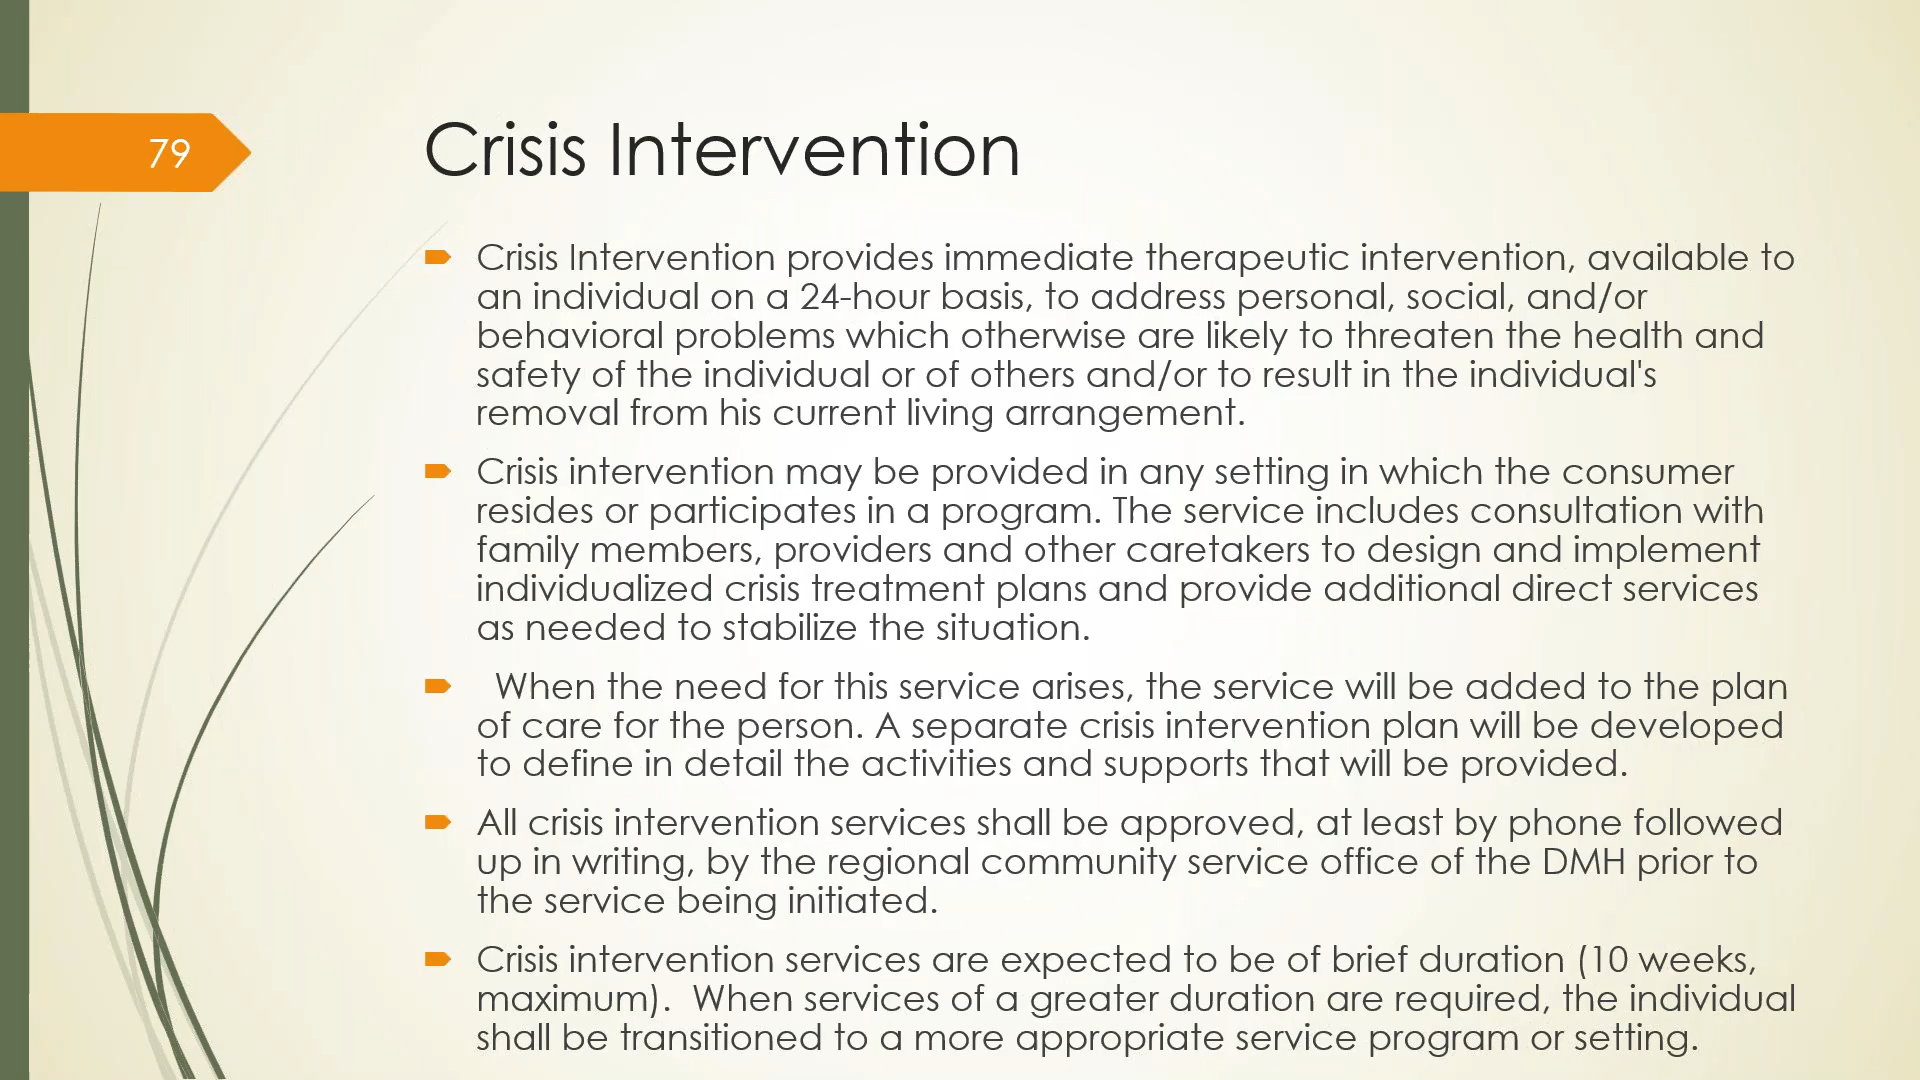 79
Crisis Intervention
Crisis Intervention provides immediate therapeutic intervention, available to
an individual on a 24-hour basis, to address personal, social, and/or
behavioral problems which otherwise are likely to threaten the health and
safety of the individual or of others and/or to result in the individual's
removal from his current living arrangement.
Crisis intervention may be provided in any setting in which the consumer
resides or participates in a program. The service includes consultation with
family members, providers and other caretakers to design and implement
individualized crisis treatment plans and provide additional direct services
as needed to stabilize the situation.
When the need for this service arises, the service will be added to the plan
of care for the person. A separate crisis intervention plan will be developed
to define in detail the activities and supports that will be provided.
All crisis intervention services shall be approved, at least by phone followed
up in writing, by the regional community service office of the DMH prior to
the service being initiated.
Crisis intervention services are expected to be of brief duration (10 weeks,
maximum).  When services of a greater duration are required, the individual
shall be transitioned to a more appropriate service program or setting.